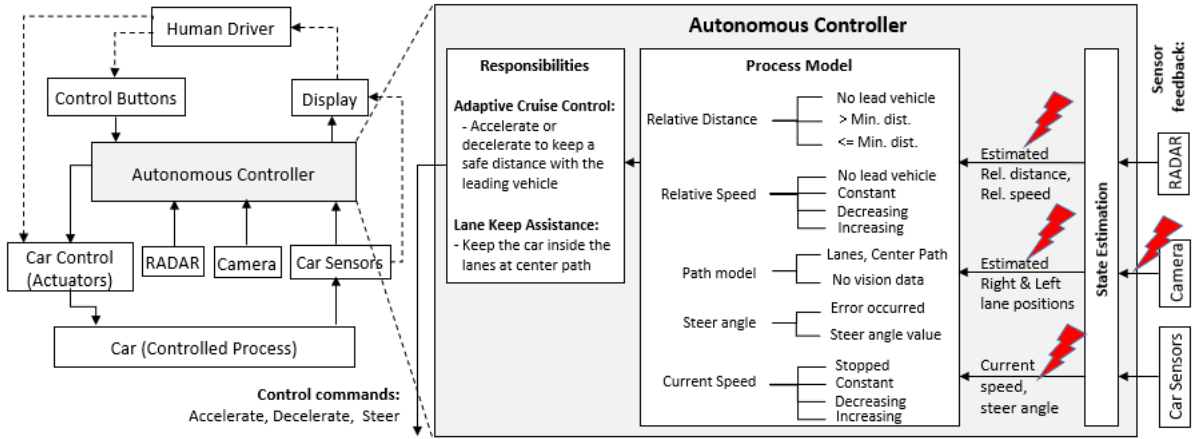 Human Driver
Control Buttons
Display
Autonomous Controller
Car Control
(Actuators)
RADAR
Camera
Car Sensors
Car (Controlled Process)
Control commands:
Accelerate, Decelerate, Steer
Autonomous Controller
Responsibilities
Adaptive Cruise Control:
- Accelerate or
decelerate to keep a
safe distance with the
leading vehicle
Lane Keep Assistance:
- Keep the car inside the
lanes at center path
Process Model
Relative Distance
No lead vehicle
> Min. dist.
<= Min. dist.
Relative Speed
No lead vehicle
Constant
Decreasing
Increasing
Path model
Lanes, Center Path
No vision data
Steer angle
Error occurred
Steer angle value
Current Speed
Stopped
Constant
Decreasing
Increasing
Estimated
Rel. distance,
Rel. speed
Estimated
Right & Left
lane positions
Current
speed,
steer angle
State Estimation
Sensor
feedback:
RADAR
Camera
Car Sensors